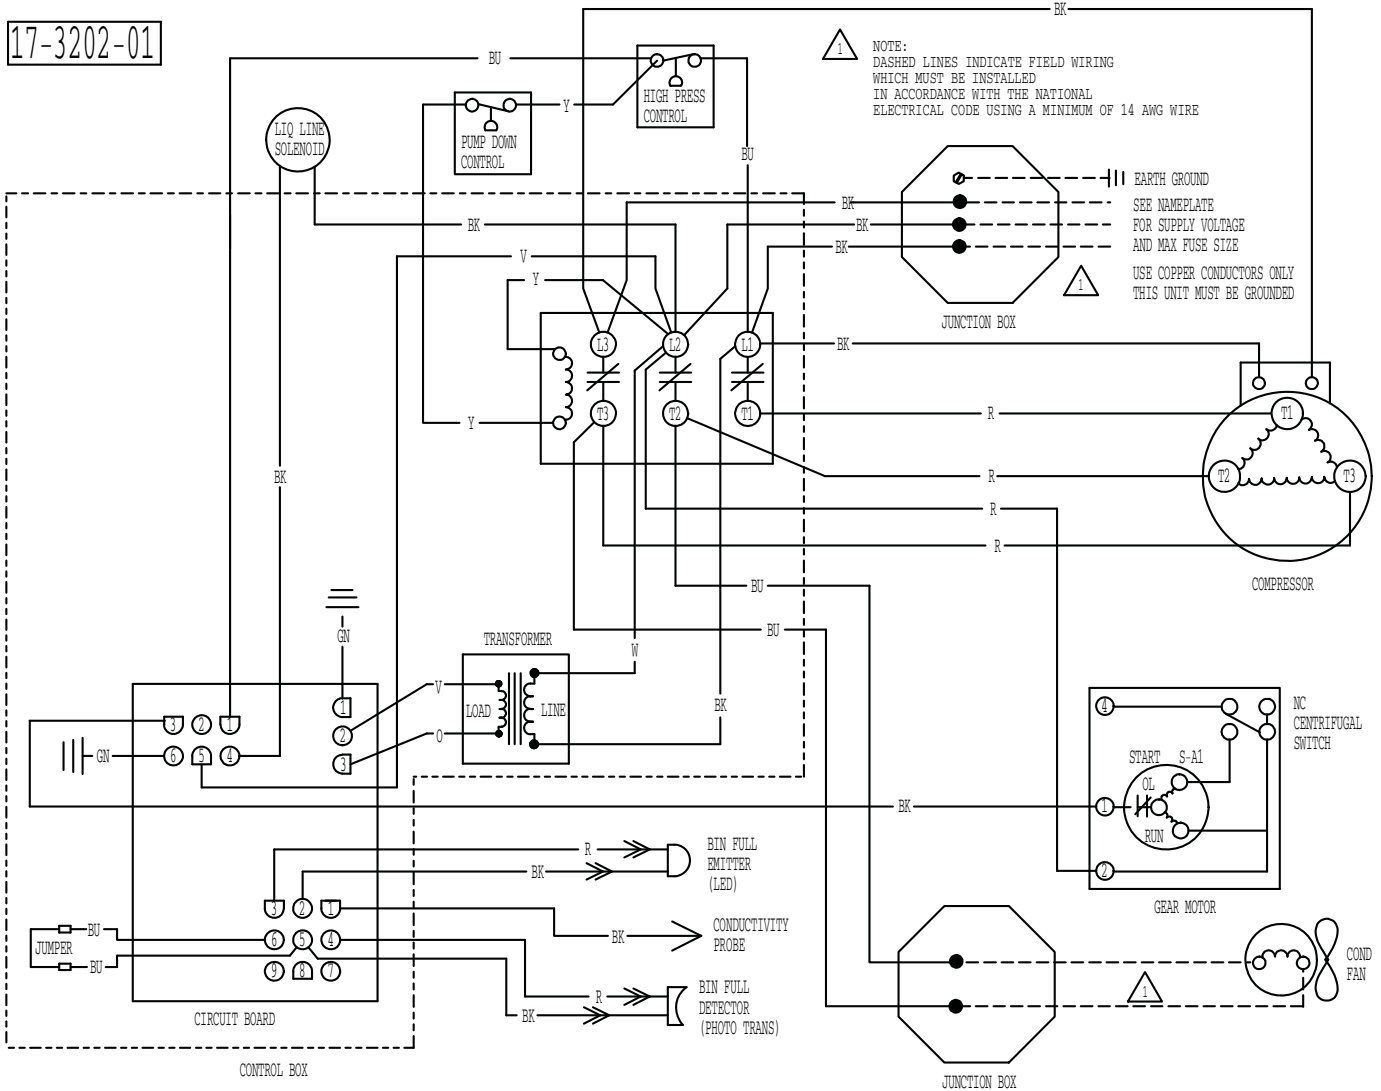 17-3202-01
BK
BU
1
NOTE:
DASHED LINES INDICATE FIELD WIRING
WHICH MUST BE INSTALLED
IN ACCORDANCE WITH THE NATIONAL
ELECTRICAL CODE USING A MINIMUM OF 14 AWG WIRE
HIGH PRESS
CONTROL
Y
LIQ LINE
SOLENOID
PUMP DOWN
CONTROL
BU
EARTH GROUND
BK
SEE NAMEPLATE
BK
BK
FOR SUPPLY VOLTAGE
BK
AND MAX FUSE SIZE
V
Y
1
USE COPPER CONDUCTORS ONLY
THIS UNIT MUST BE GROUNDED
JUNCTION BOX
L3
L2
L1
BK
T3
T2
T1
R
T1
Y
BK
R
T2
T3
R
R
COMPRESSOR
BU
BU
GN
TRANSFORMER
W
V
LOAD
LINE
BK
O
1
2
3
3
2
1
6
5
4
GN
4
NC
CENTRIFUGAL
SWITCH
START
S-A1
OL
RUN
1
2
BK
GEAR MOTOR
R
BIN FULL
EMITTER
(LED)
BK
3
2
1
6
5
4
9
8
7
BK
CONDUCTIVITY
PROBE
BU
JUMPER
BU
R
BIN FULL
DETECTOR
(PHOTO TRANS)
BK
CIRCUIT BOARD
CONTROL BOX
1
COND
FAN
JUNCTION BOX